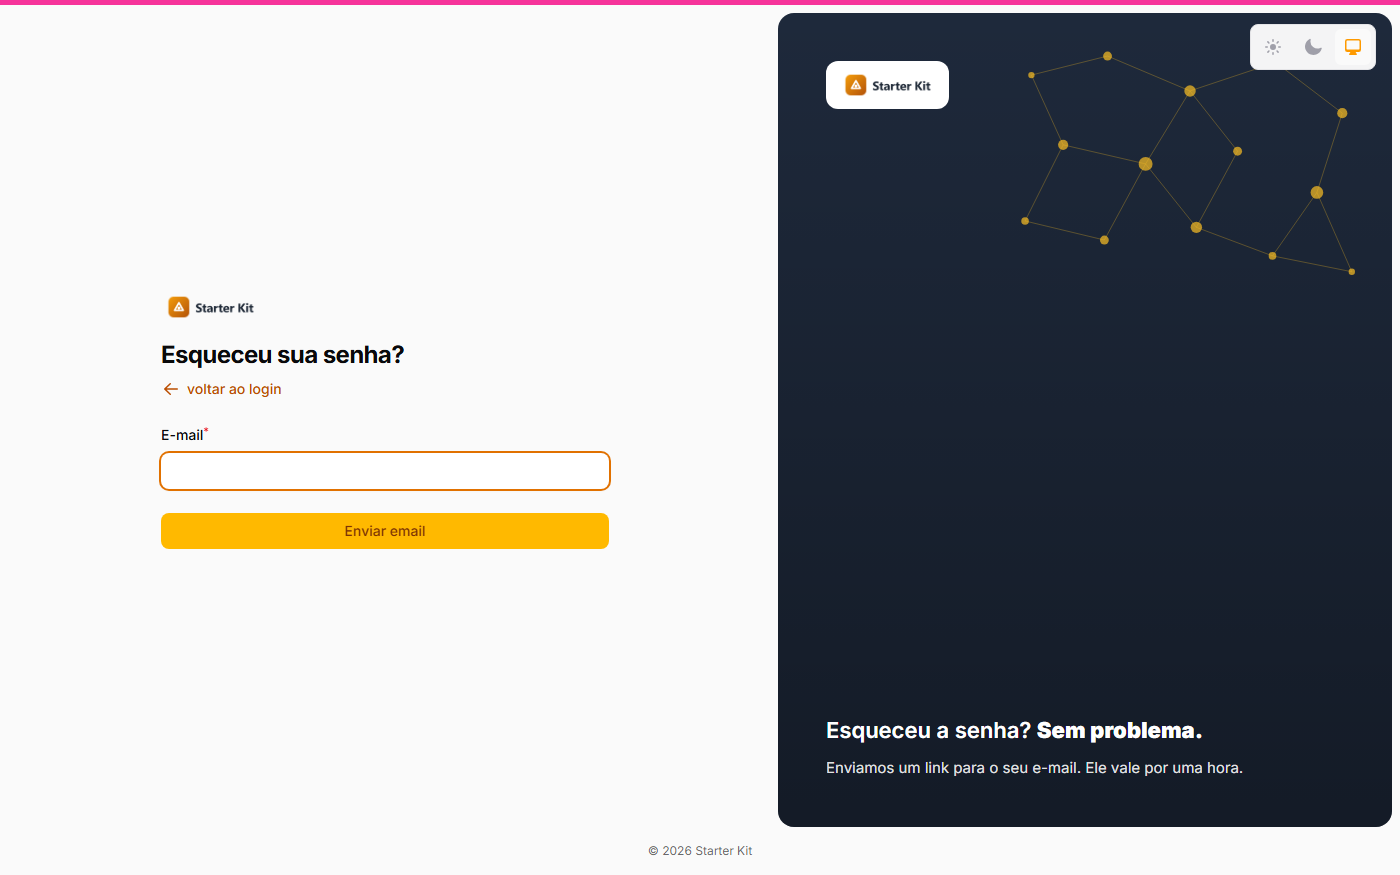 Starter Kit
Esqueceu sua senha?
voltar ao login
E-mail*
Enviar email
Starter Kit
Esqueceu a senha? Sem problema.
Enviamos um link para o seu e-mail. Ele vale por uma hora.
© 2026 Starter Kit